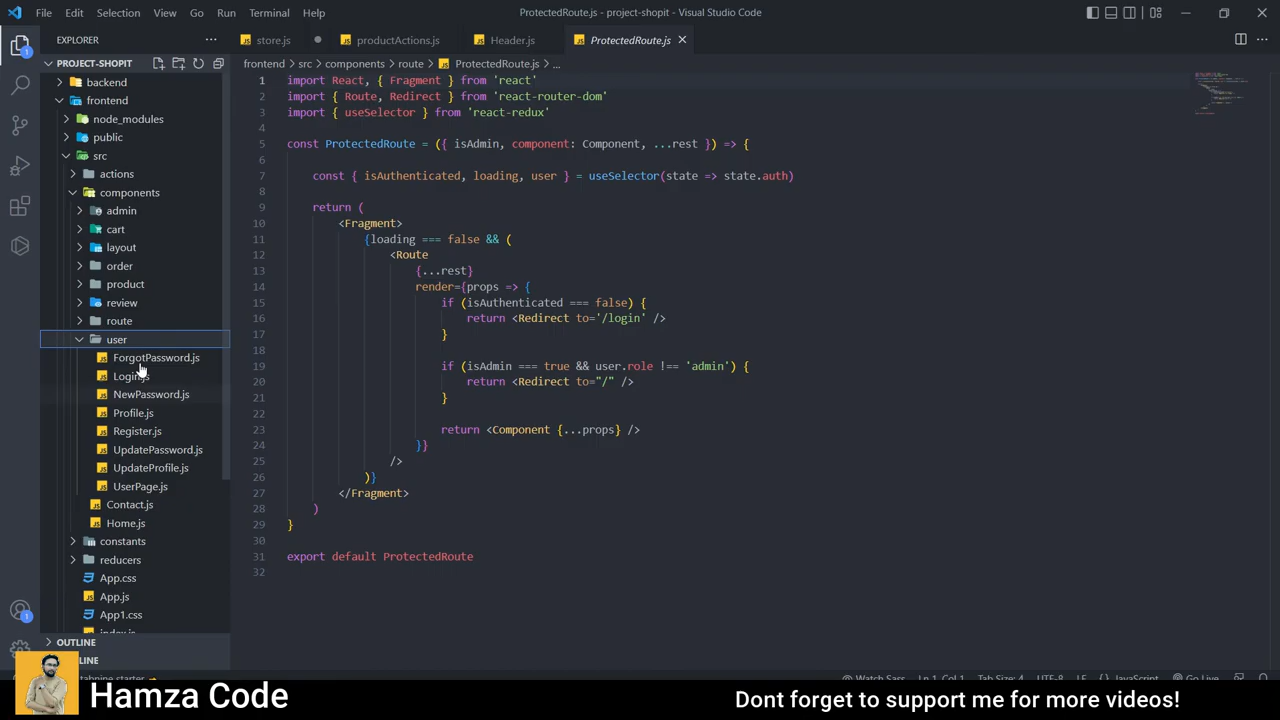 File Edit Selection View Go Run Terminal Help
ProtectedRoute.js - project-shopit - Visual Studio Code
EXPLORER
store.js
productActions.js
Header.js
ProtectedRoute.js
PROJECT-SHOPIT
frontend > src > components > route > ProtectedRoute.js > ...
backend
frontend
node_modules
public
src
actions
components
admin
cart
layout
order
product
review
route
user
ForgotPassword.js
NewPassword.js
Profile.js
Register.js
UpdatePassword.js
UpdateProfile.js
UserPage.js
Contact.js
Home.js
constants
reducers
App.css
App.js
App1.css
index.js
OUTLINE
1 import React, { Fragment } from 'react'
2 import { Route, Redirect } from 'react-router-dom'
3 import { useSelector } from 'react-redux'
4
5 const ProtectedRoute = ({ isAdmin, component: Component, ...rest }) => {
6
7 const { isAuthenticated, loading, user } = useSelector(state => state.auth)
8
9 return (
10 <Fragment>
11 {loading === false && (
12 <Route
13 {...rest}
14 render={props => {
15 if (isAuthenticated === false) {
16 return <Redirect to='/login' />
17 }
18
19 if (isAdmin === true && user.role !== 'admin') {
20 return <Redirect to="/" />
21 }
22
23 return <Component {...props} />
24 }}
25 />
26 )}
27 </Fragment>
28 )
29 }
30
31 export default ProtectedRoute
32
1
1
Hamza Code
Dont forget to support me for more videos!